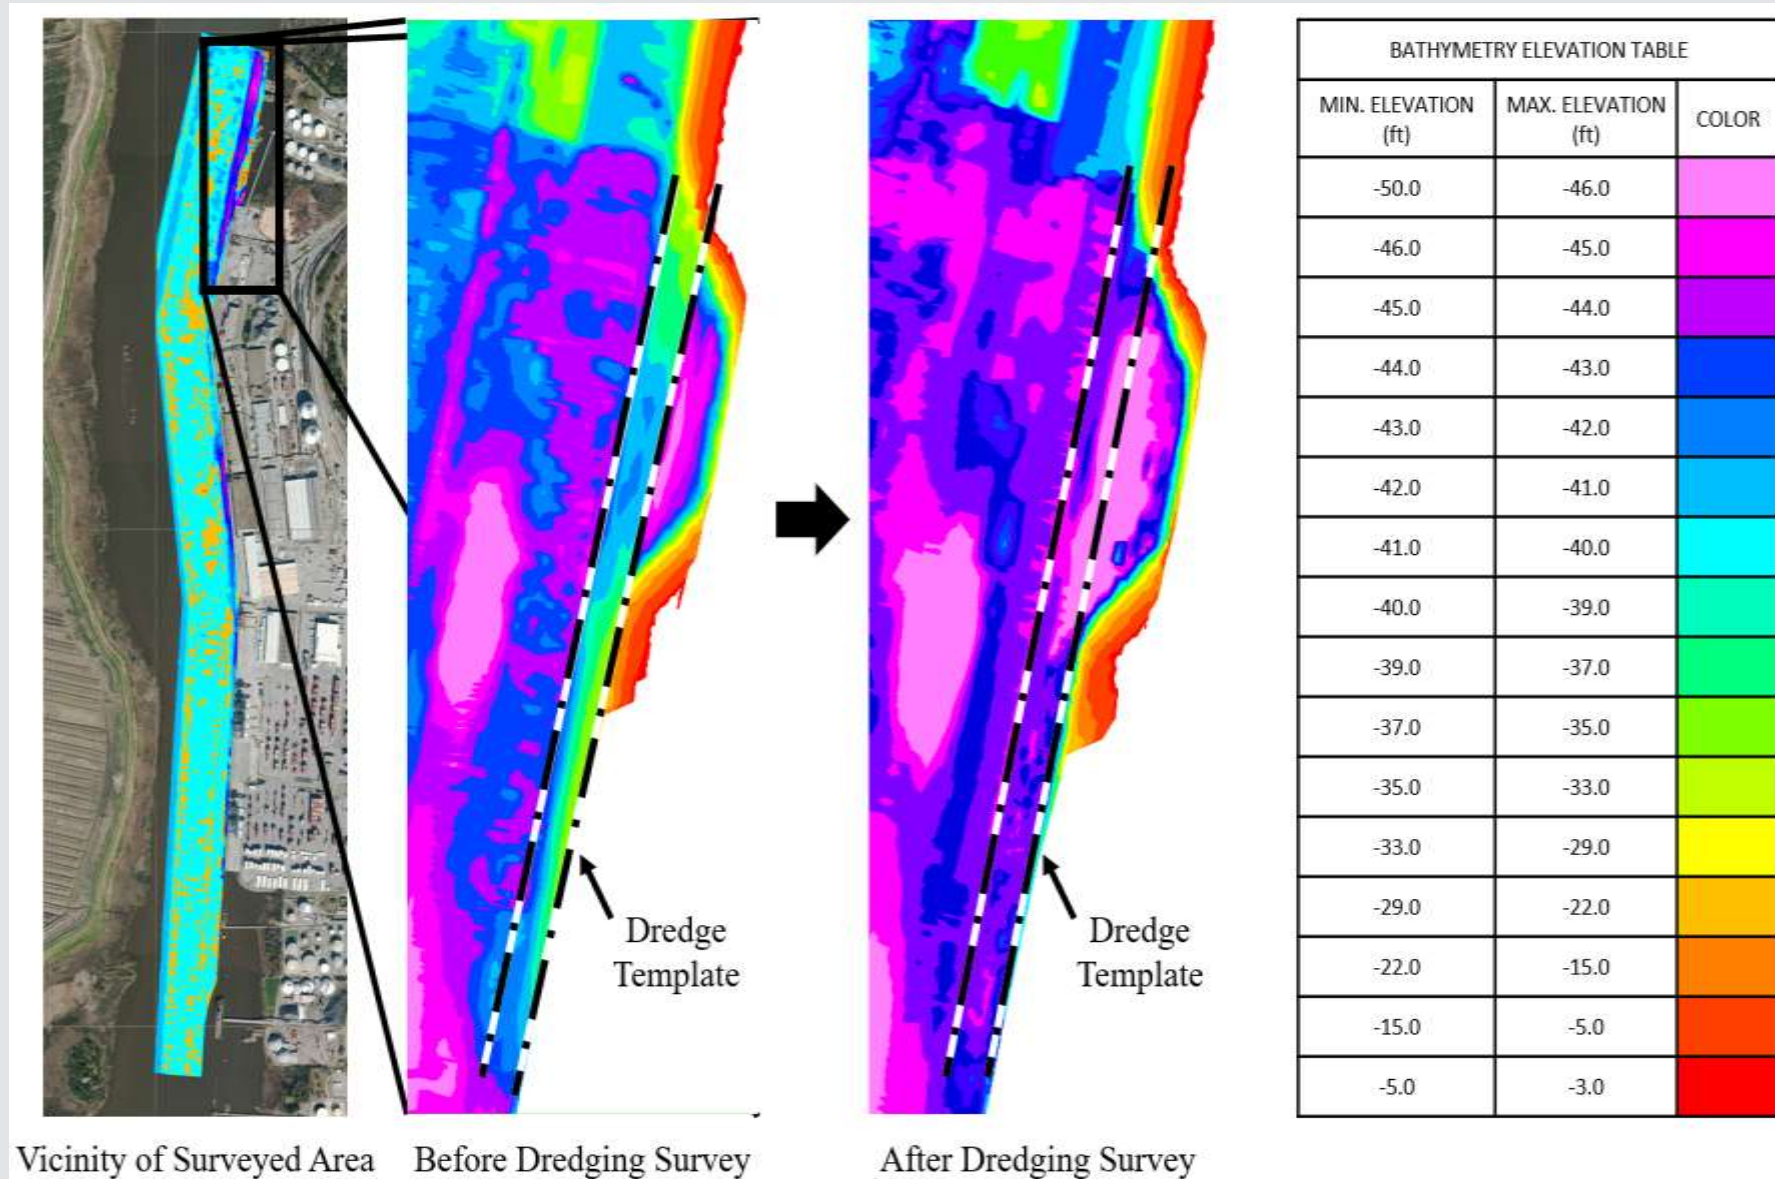 BATHYMETRY ELEVATION TABLE
MIN. ELEVATION (ft) MAX. ELEVATION (ft) COLOR
-50.0 -46.0
-46.0 -45.0
-45.0 -44.0
-44.0 -43.0
-43.0 -42.0
-42.0 -41.0
-41.0 -40.0
-40.0 -39.0
-39.0 -37.0
-37.0 -35.0
-35.0 -33.0
-33.0 -29.0
-29.0 -22.0
-22.0 -15.0
-15.0 -5.0
-5.0 -3.0
Dredge
Template
Dredge
Template
Vicinity of Surveyed Area
Before Dredging Survey
After Dredging Survey